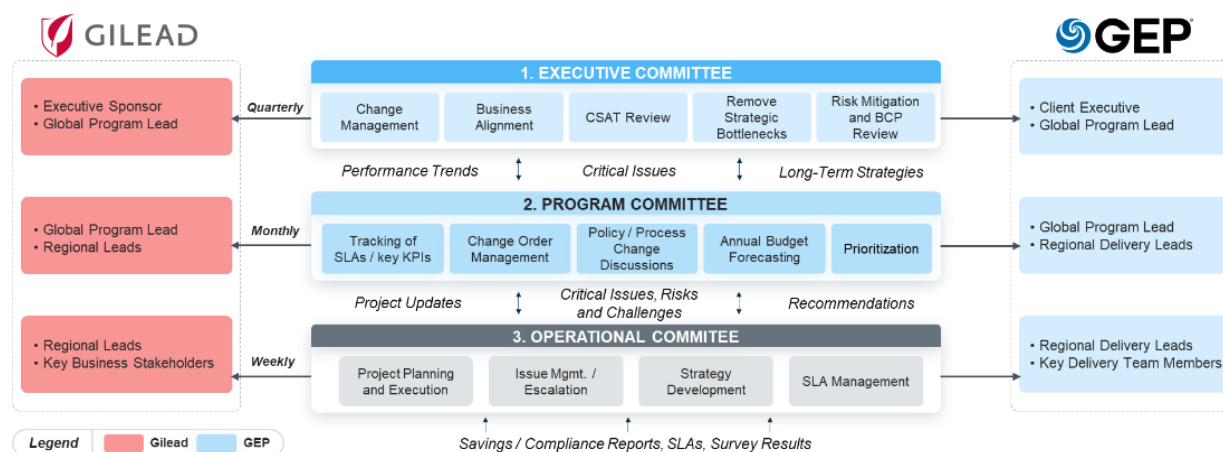 GILEAD
GEP
1. EXECUTIVE COMMITTEE
• Executive Sponsor
• Global Program Lead
Quarterly
Change
Management
Business
Alignment
CSAT Review
Remove
Strategic
Bottlenecks
Risk Mitigation
and BCP
Review
• Client Executive
• Global Program Lead
Performance Trends
Critical Issues
Long-Term Strategies
2. PROGRAM COMMITTEE
• Global Program Lead
• Regional Leads
Monthly
Tracking of
SLAs / key KPIs
Change Order
Management
Policy / Process
Change
Discussions
Annual Budget
Forecasting
Prioritization
• Global Program Lead
• Regional Delivery Leads
Project Updates
Critical Issues, Risks
and Challenges
Recommendations
3. OPERATIONAL COMMITEE
• Regional Leads
• Key Business Stakeholders
Weekly
Project Planning
and Execution
Issue Mgmt. /
Escalation
Strategy
Development
SLA Management
• Regional Delivery Leads
• Key Delivery Team Members
Legend
Gilead
GEP
Savings / Compliance Reports, SLAs, Survey Results